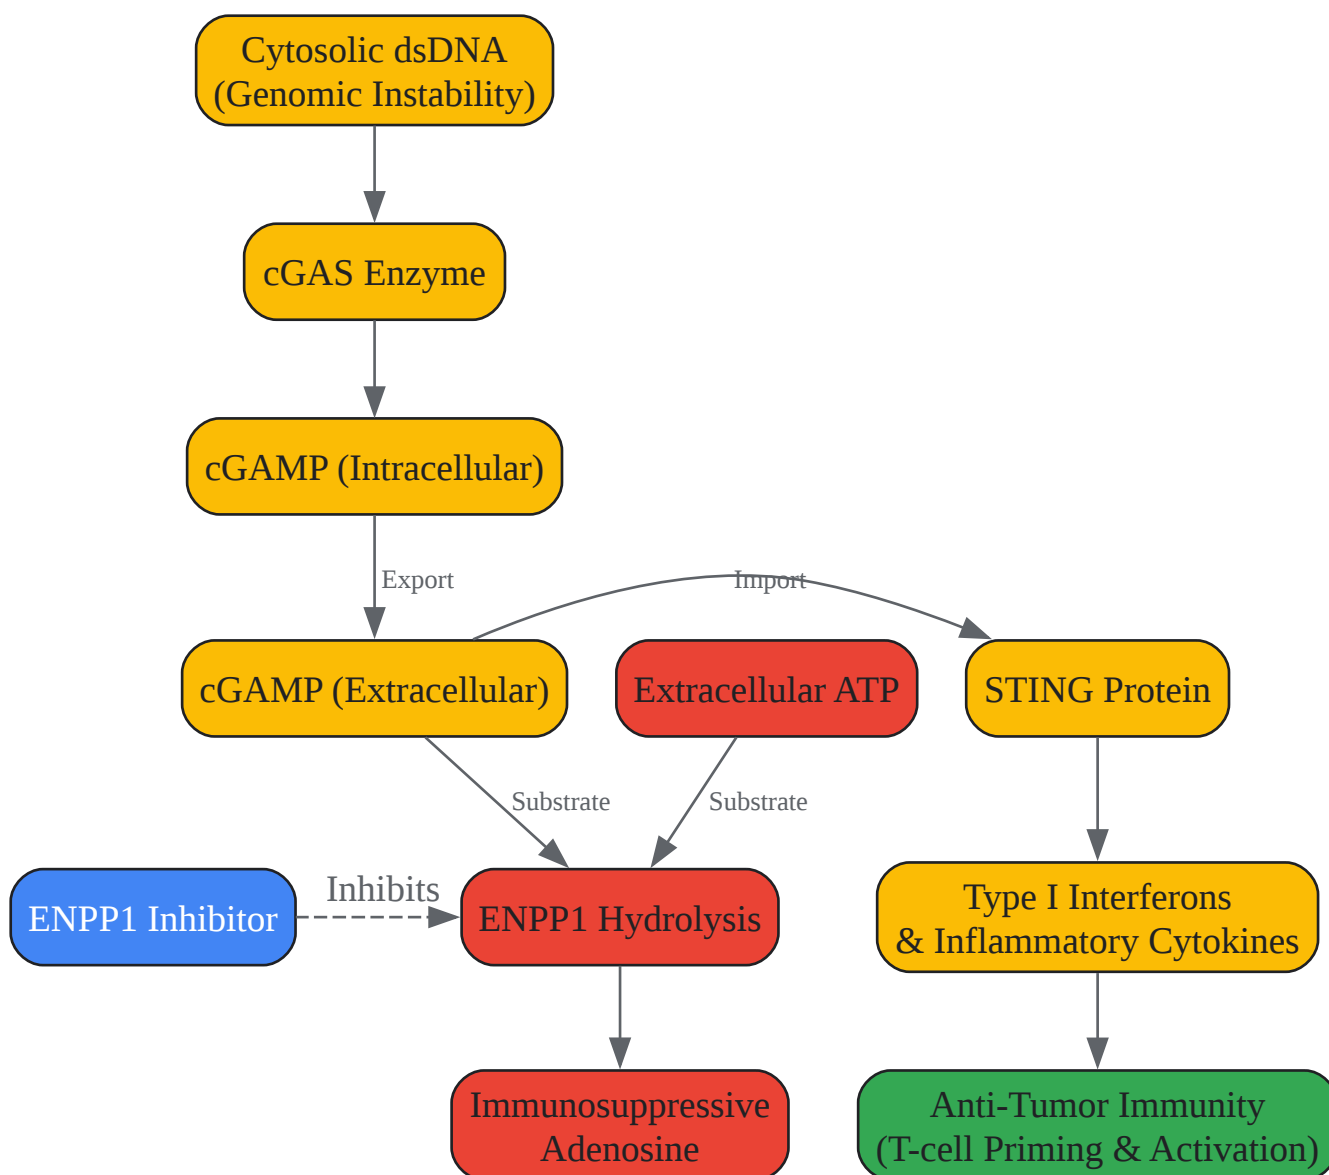 Cytosolic dsDNA
(Genomic Instability)
cGAS Enzyme
cGAMP (Intracellular)
Export
Import
cGAMP (Extracellular)
Extracellular ATP
STING Protein
Substrate
Substrate
ENPP1 Inhibitor
Inhibits
ENPP1 Hydrolysis
Type I Interferons
& Inflammatory Cytokines
Immunosuppressive
Adenosine
Anti-Tumor Immunity
(T-cell Priming & Activation)